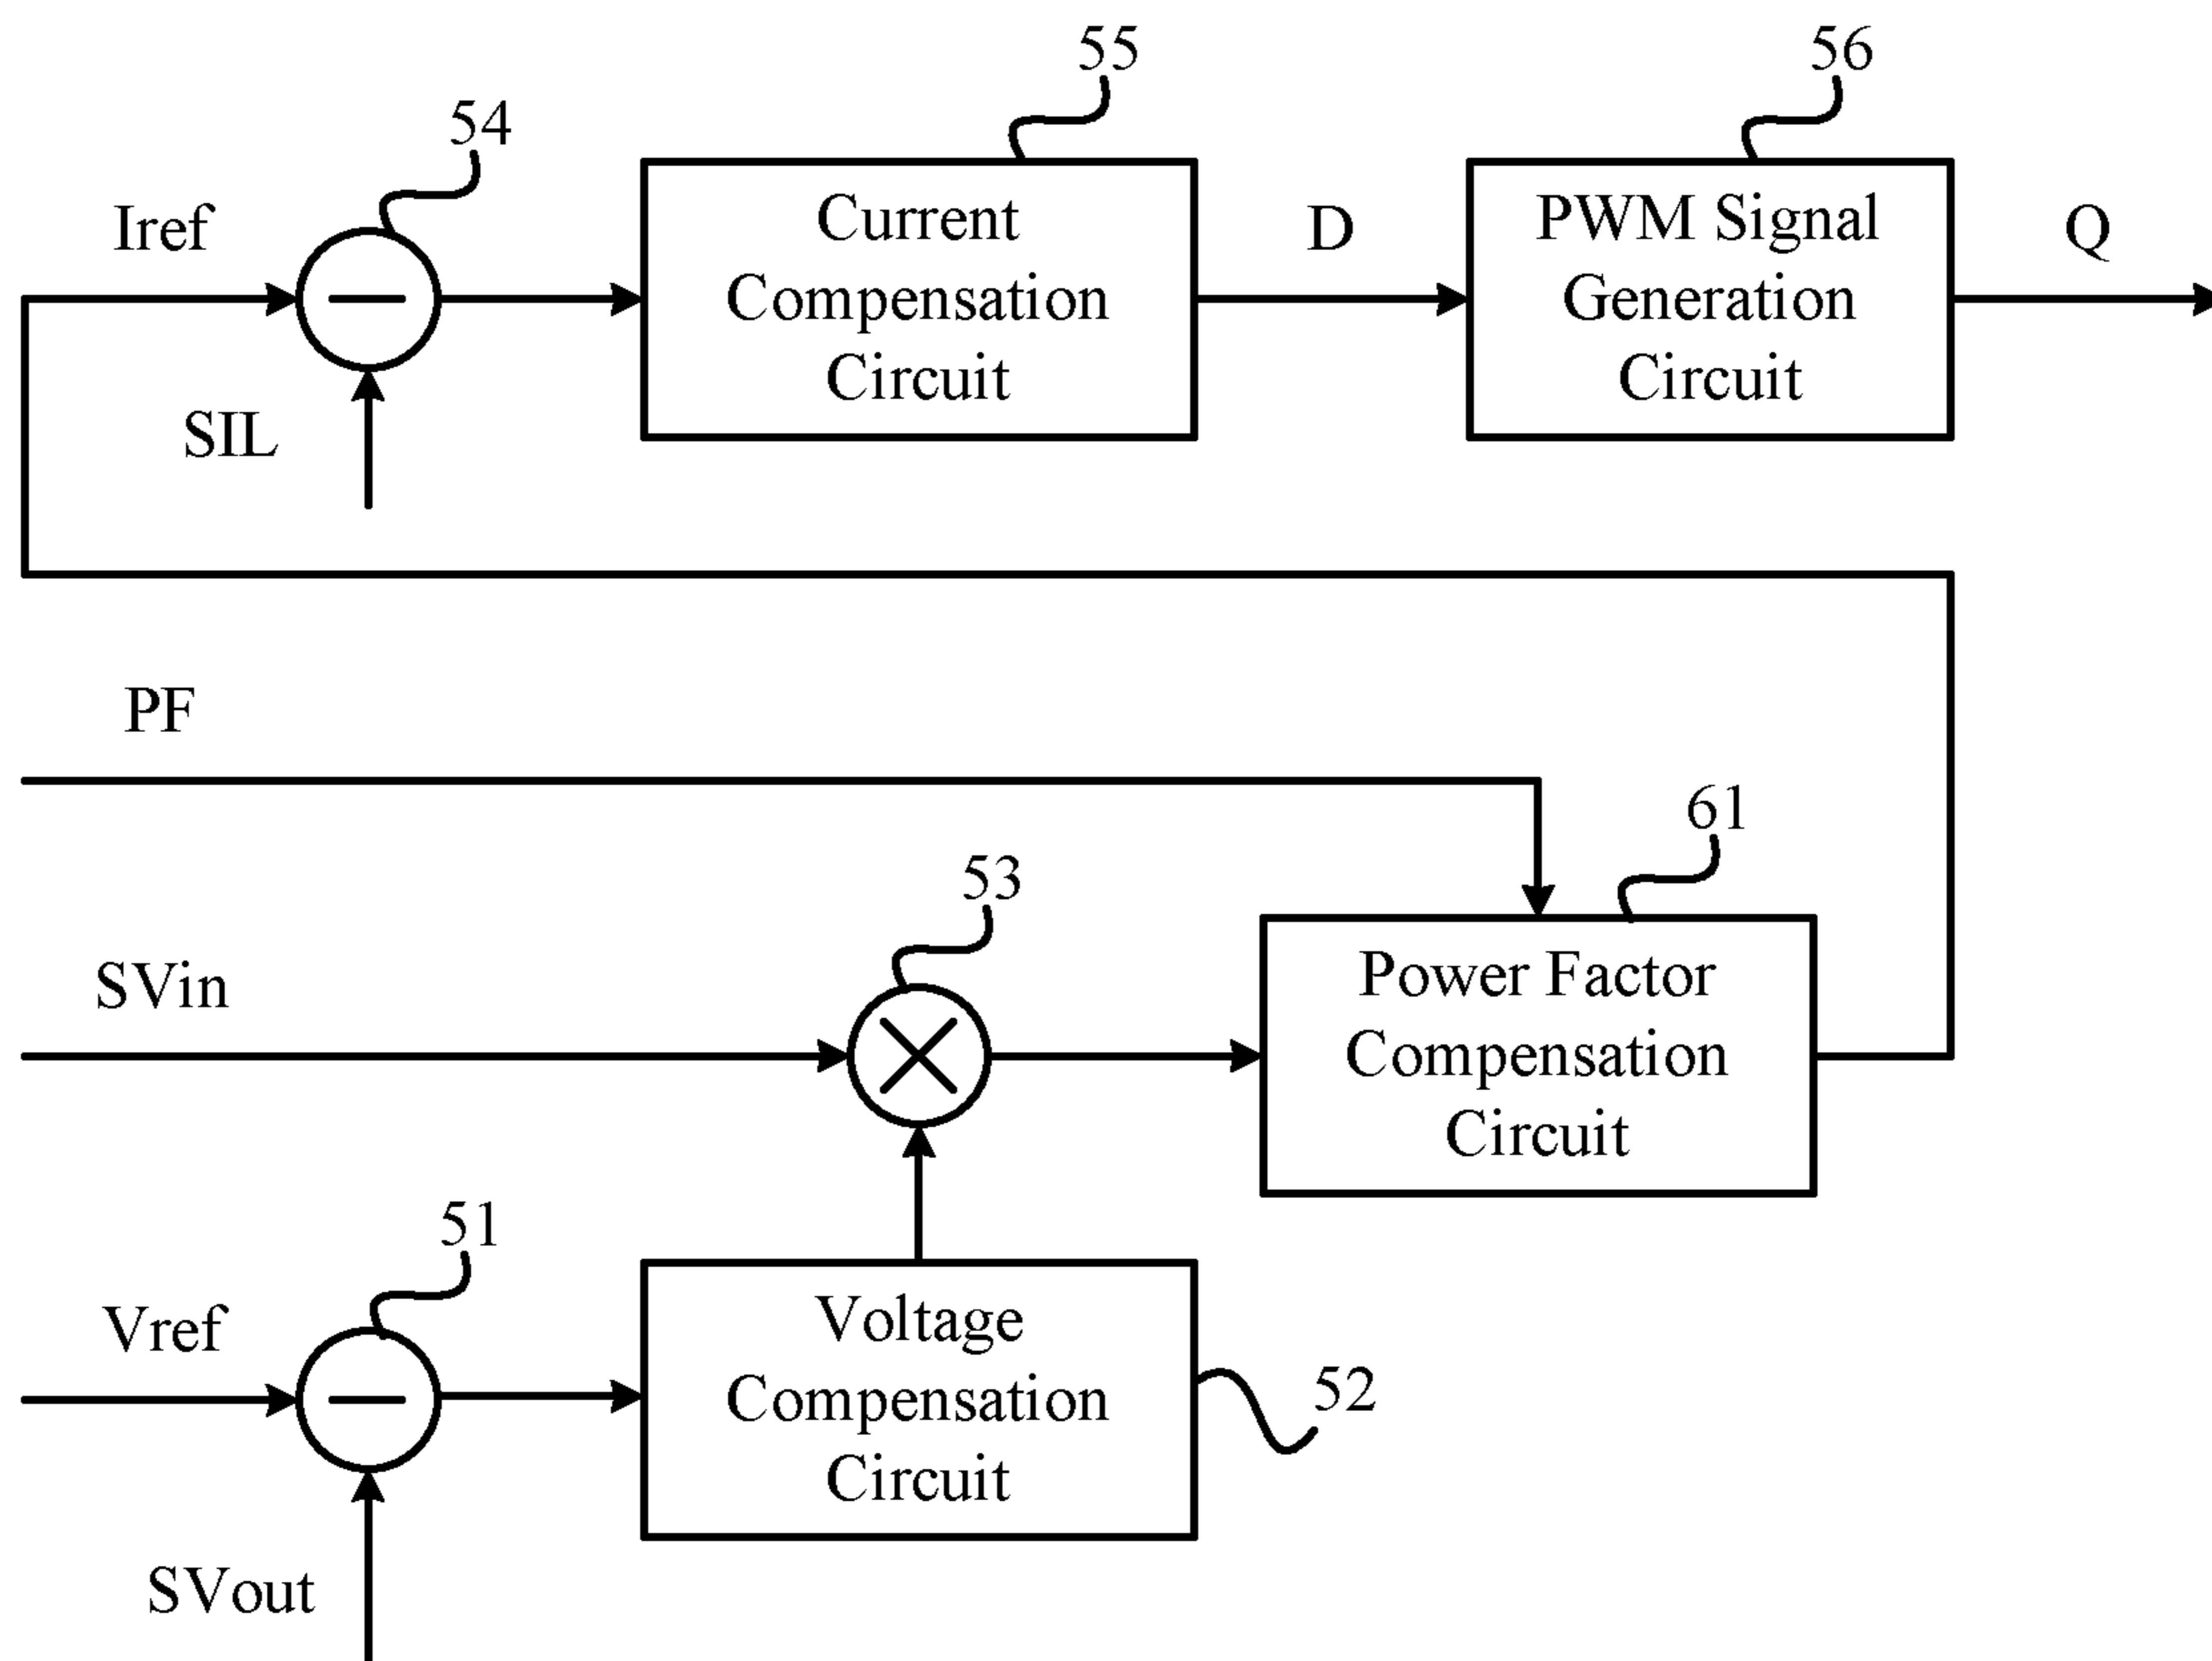 55
56
54
Iref
Current
Compensation
Circuit
D
PWM Signal
Generation
Circuit
Q
SIL
PF
61
53
SVin
Power Factor
Compensation
Circuit
51
Vref
Voltage
Compensation
Circuit
52
SVout